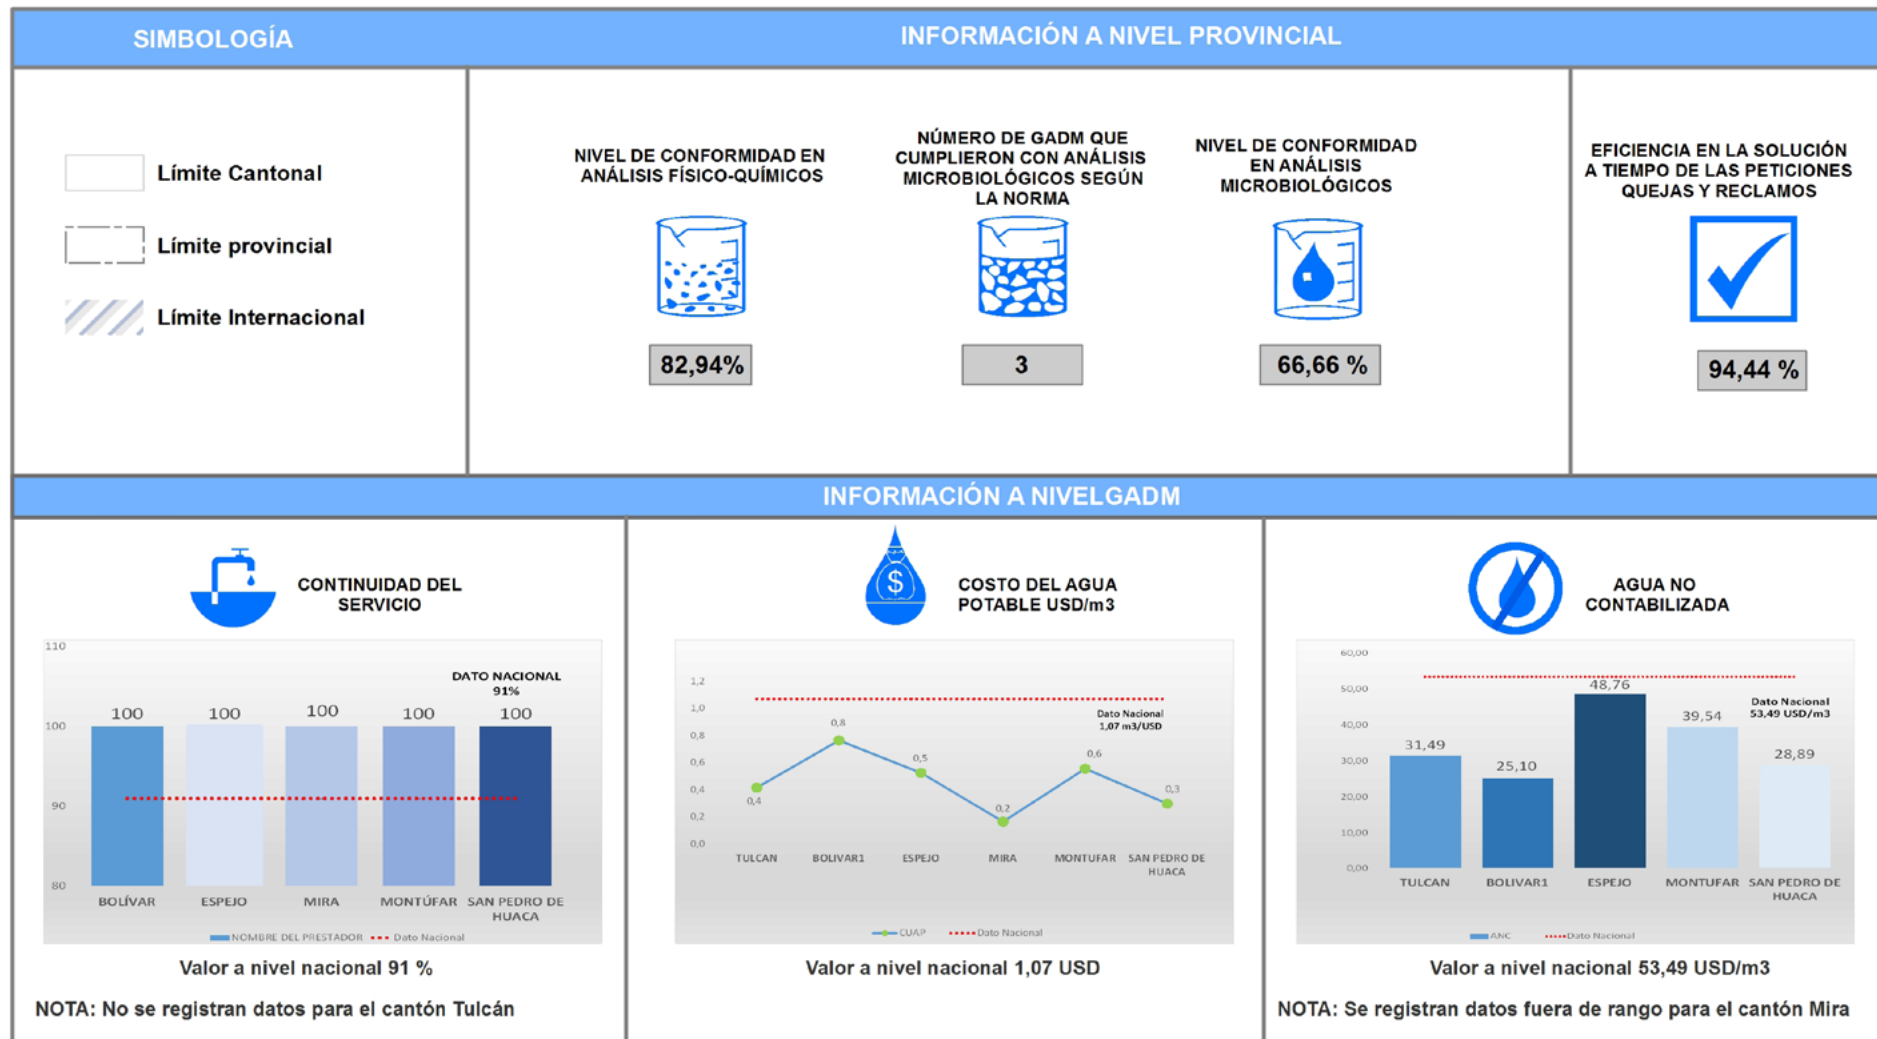 SIMBOLOGÍA
INFORMACIÓN A NIVEL PROVINCIAL
Límite Cantonal
Límite provincial
Límite Internacional
NIVEL DE CONFORMIDAD EN
ANÁLISIS FÍSICO-QUÍMICOS
82,94%
NÚMERO DE GADM QUE
CUMPLIERON CON ANÁLISIS
MICROBIOLÓGICOS SEGÚN
LA NORMA
3
NIVEL DE CONFORMIDAD
EN ANÁLISIS
MICROBIOLÓGICOS
66,66 %
EFICIENCIA EN LA SOLUCIÓN
A TIEMPO DE LAS PETICIONES
QUEJAS Y RECLAMOS
94,44 %
INFORMACIÓN A NIVELGADM
CONTINUIDAD DEL
SERVICIO
110
100
90
80
DATO NACIONAL
91%
100
100
100
100
100
BOLÍVAR
ESPEJO
MIRA
MONTÚFAR
SAN PEDRO DE
HUACA
NOMBRE DEL PRESTADOR
Dato Nacional
Valor a nivel nacional 91 %
NOTA: No se registran datos para el cantón Tulcán
$
COSTO DEL AGUA
POTABLE USD/m3
1,2
1,0
0,8
0,6
0,4
0,2
0,0
Dato Nacional
1,07 m3/USD
0,4
0,8
0,5
0,2
0,6
0,3
TULCAN
BOLIVAR1
ESPEJO
MIRA
MONTUFAR
SAN PEDRO DE
HUACA
CUAP
Dato Nacional
Valor a nivel nacional 1,07 USD
AGUA NO
CONTABILIZADA
60,00
50,00
40,00
30,00
20,00
10,00
0,00
Dato Nacional
53,49 USD/m3
31,49
25,10
48,76
39,54
28,89
TULCAN
BOLIVAR1
ESPEJO
MONTUFAR
SAN PEDRO DE
HUACA
ANC
Dato Nacional
Valor a nivel nacional 53,49 USD/m3
NOTA: Se registran datos fuera de rango para el cantón Mira